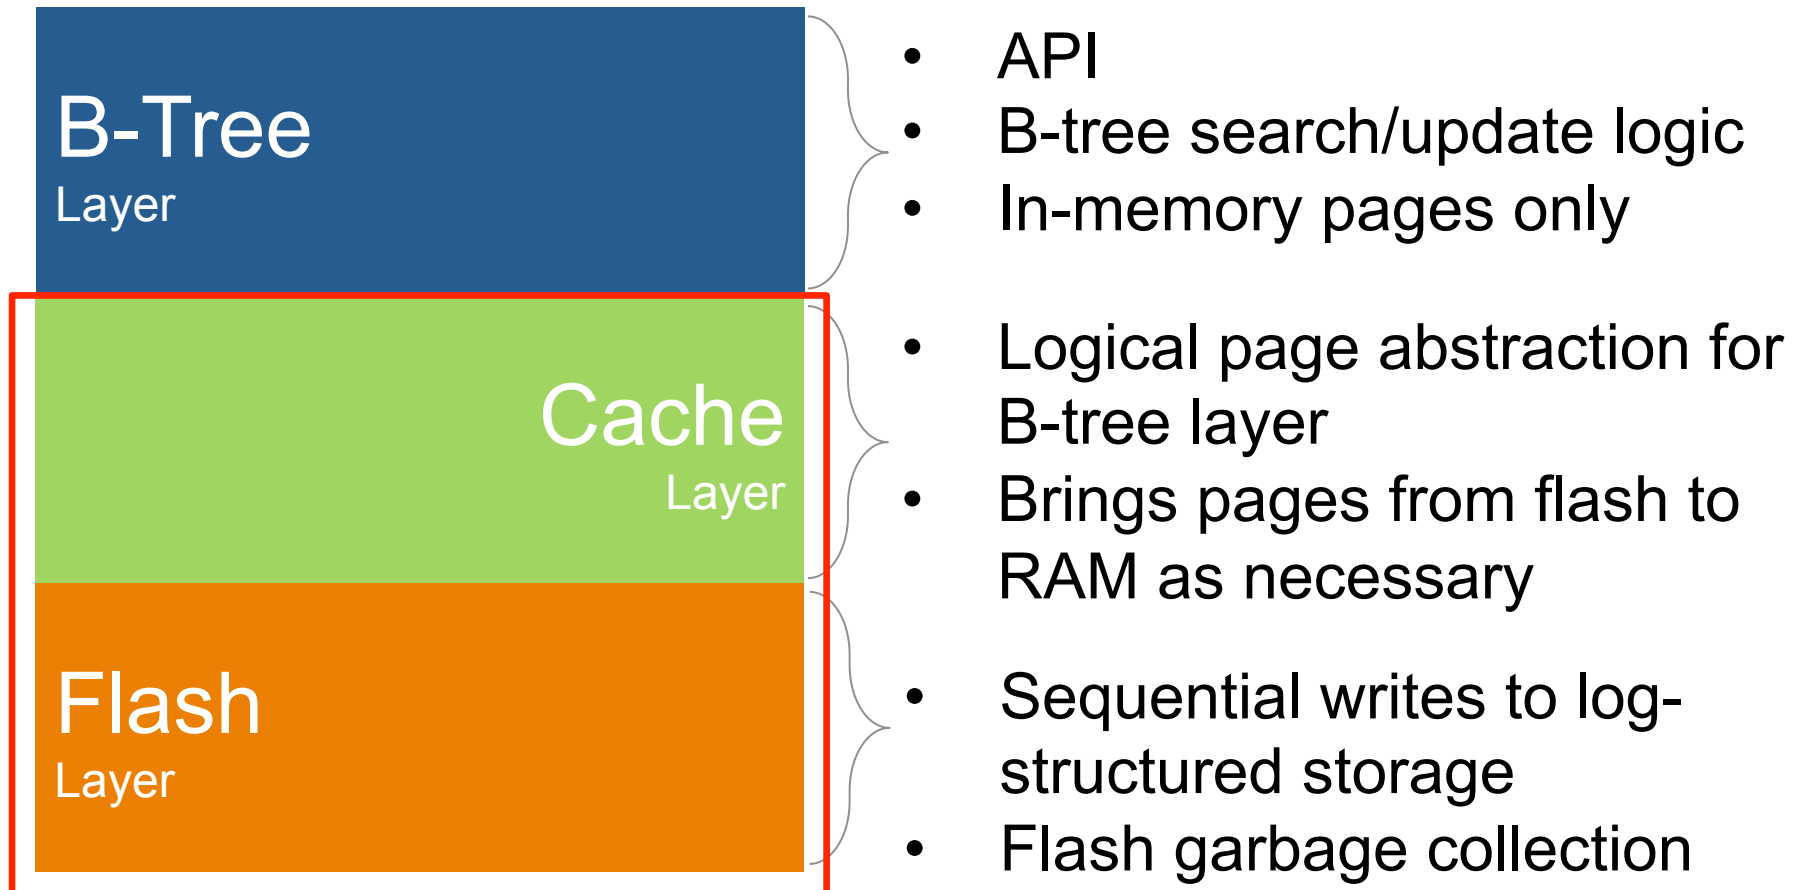 B-Tree
Layer
• API
• B-tree search/update logic
• In-memory pages only
Cache
Layer
• Logical page abstraction for
B-tree layer
• Brings pages from flash to
RAM as necessary
Flash
Layer
• Sequential writes to log-
structured storage
• Flash garbage collection